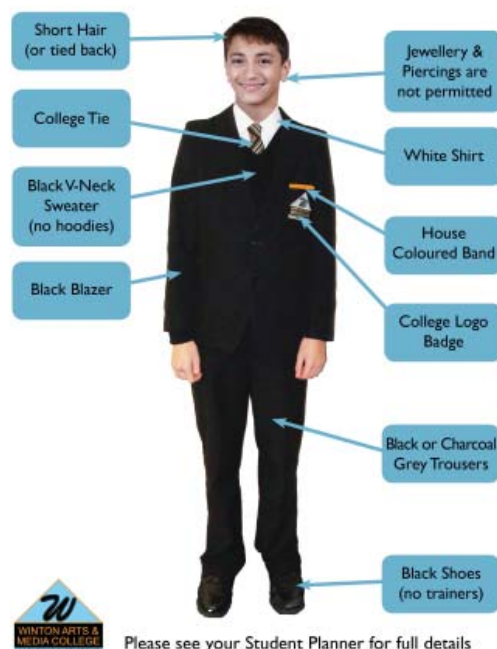 Short Hair
(or tied back)
Jewellery &
Piercings are
not permitted
College Tie
White Shirt
Black V-Neck
Sweater
(no hoodies)
House
Coloured Band
Black Blazer
College Logo
Badge
Black or Charcoal
Grey Trousers
Black Shoes
(no trainers)
W
WINTON ARTS &
MEDIA COLLEGE
Please see your Student Planner for full details